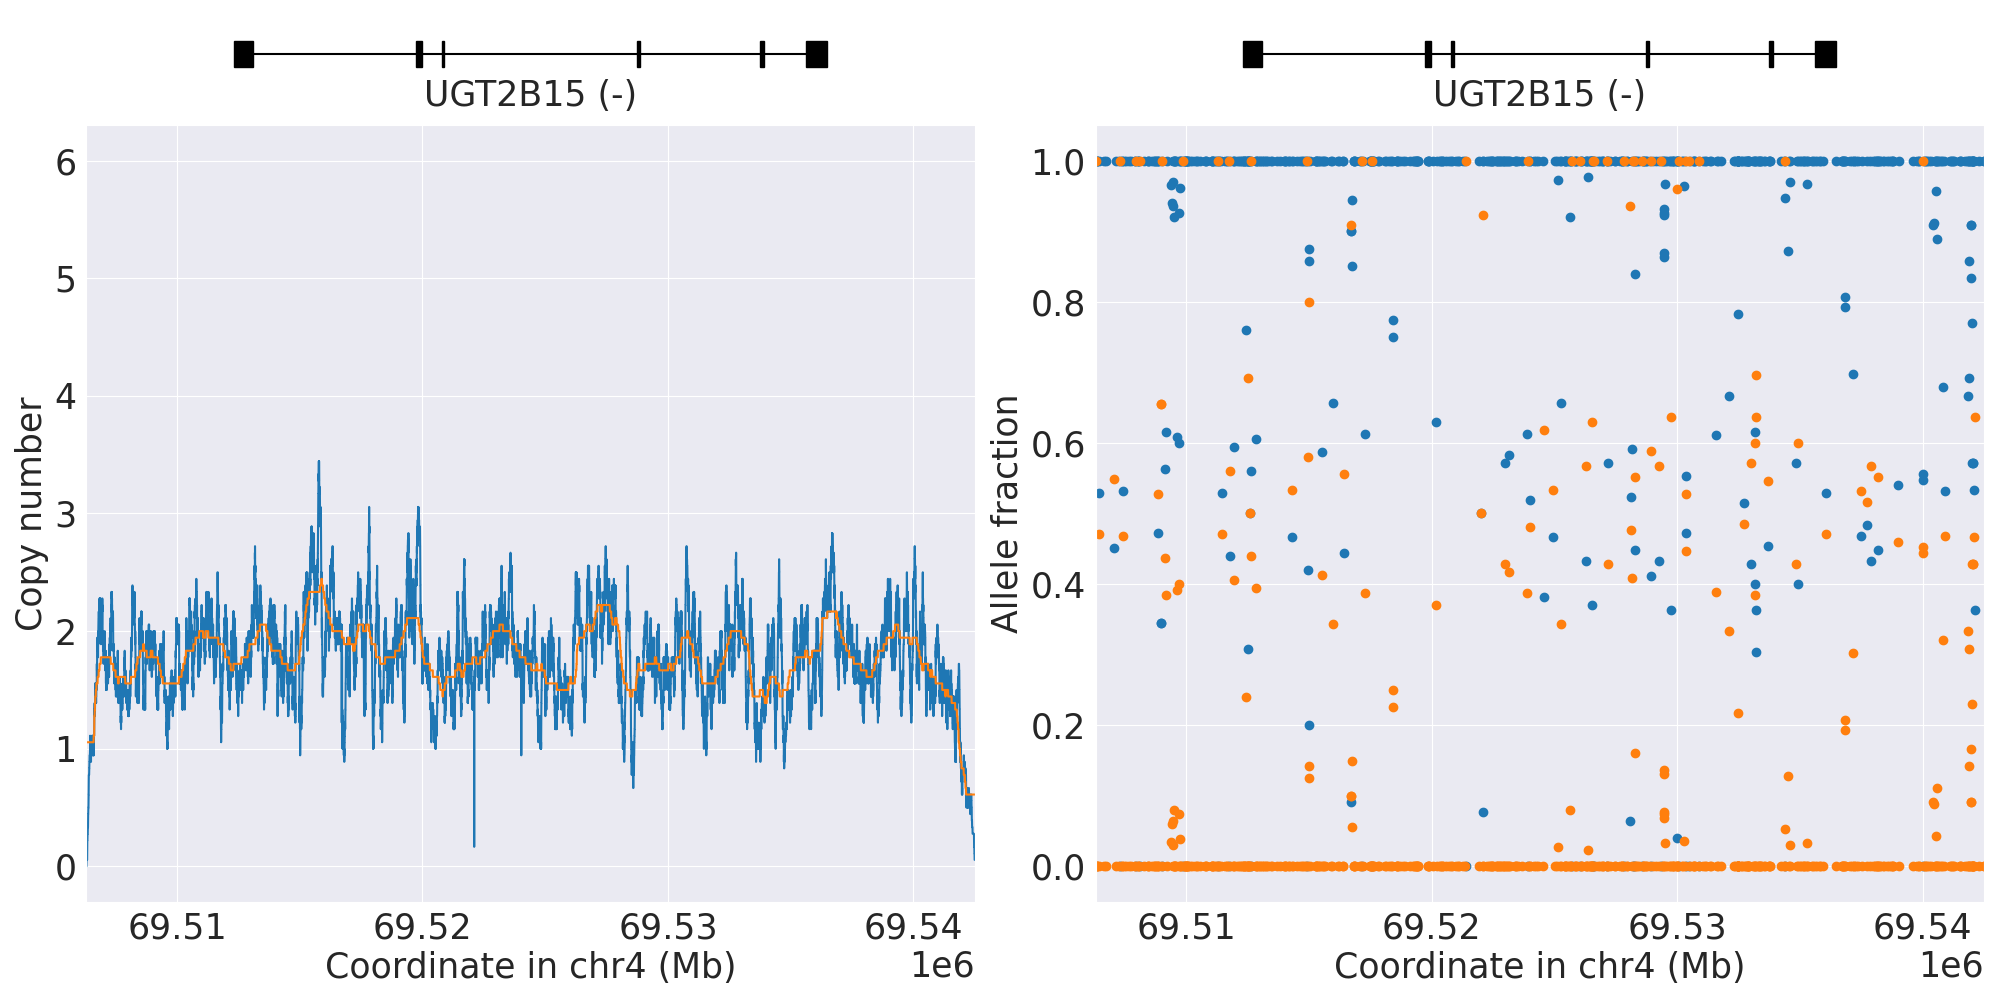 UGT2B15 (-)
Copy number
6
5
4
3
2
1
0
69.51
69.52
69.53
69.54
Coordinate in chr4 (Mb)
1e6
UGT2B15 (-)
Allele fraction
1.0
0.8
0.6
0.4
0.2
0.0
69.51
69.52
69.53
69.54
Coordinate in chr4 (Mb)
1e6